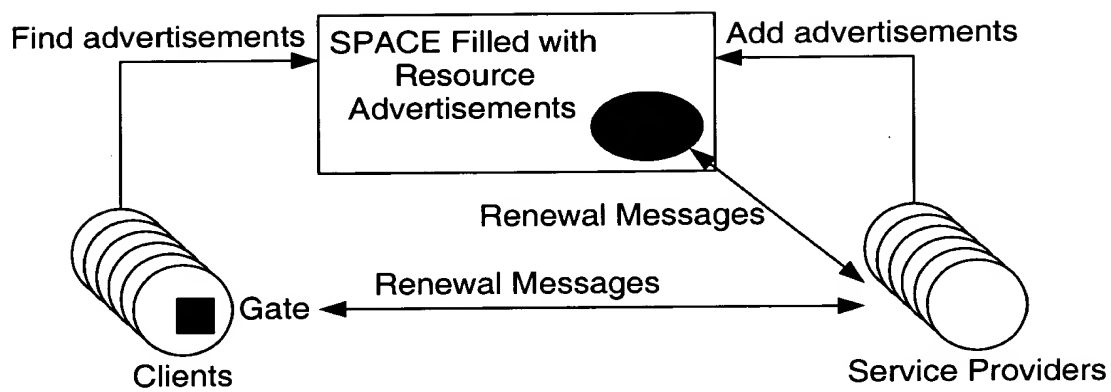 Find advertisements
SPACE Filled with
Resource
Advertisements
Add advertisements
Renewal Messages
Renewal Messages
Gate
Clients
Service Providers